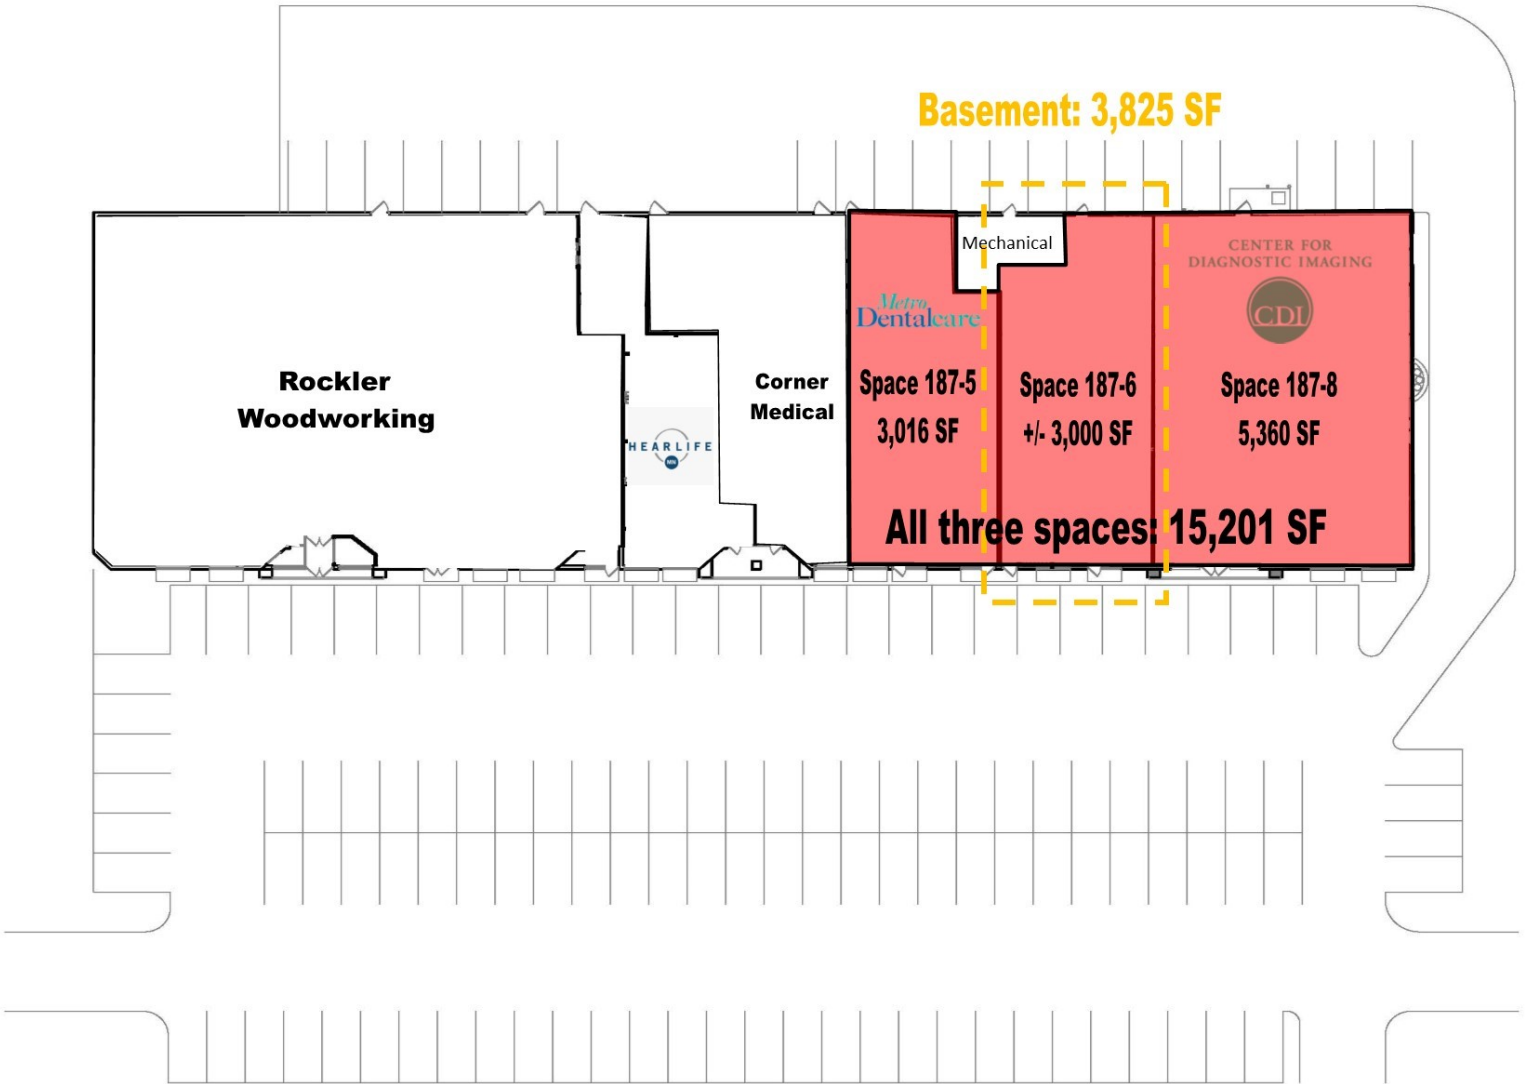 Basement: 3,825 SF
Mechanical
CENTER FOR
DIAGNOSTIC IMAGING
CDI
Metro
Dentalcare
Rockler
Woodworking
HEARLIFE
MN
Corner
Medical
Space 187-5
3,016 SF
Space 187-6
+/- 3,000 SF
Space 187-8
5,360 SF
All three spaces: 15,201 SF